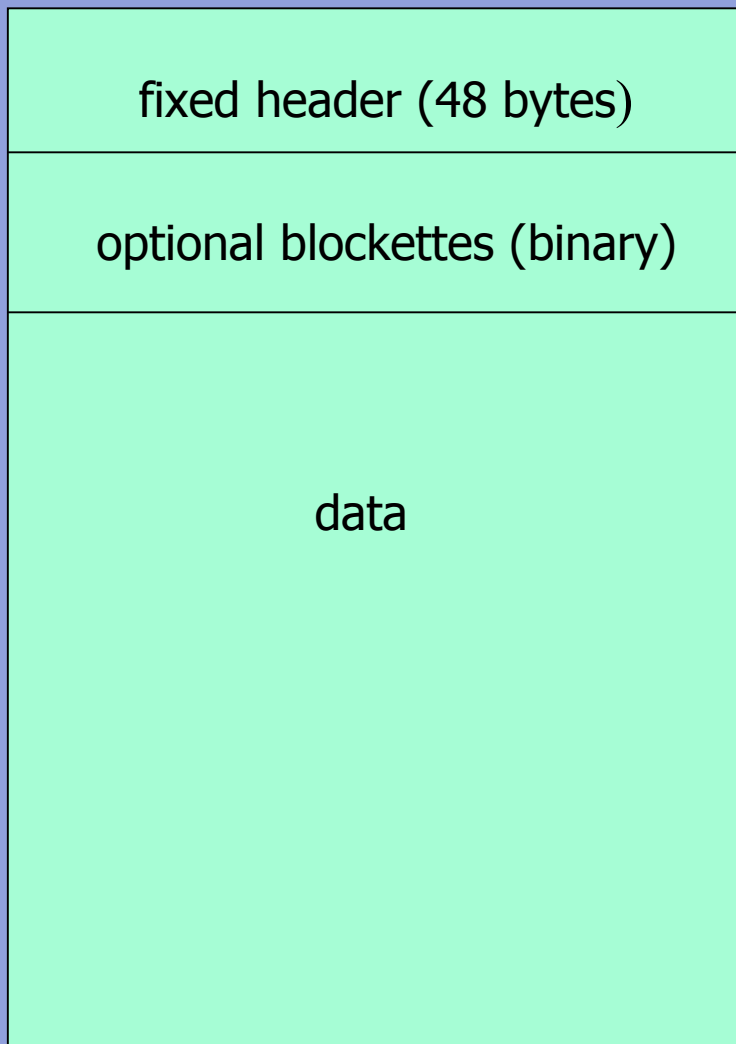 fixed header (48 bytes)
optional blockettes (binary)
data